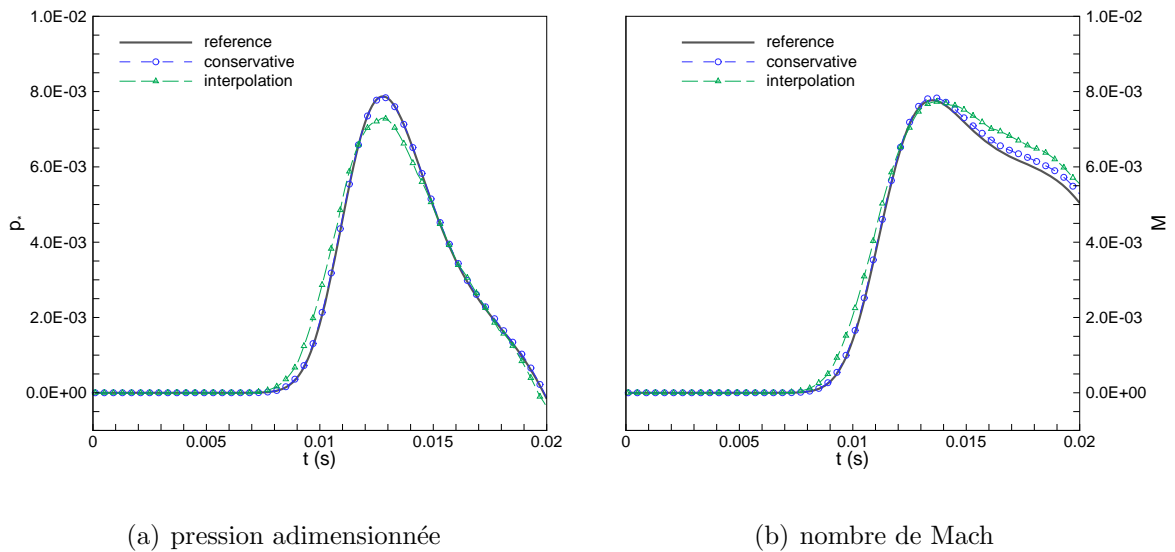 1.0E-02
8.0E-03
6.0E-03
4.0E-03
2.0E-03
0.0E+00
p.
reference
conservative
interpolation
0 0.005 0.01 0.015 0.02
t (s)
(a) pression adimensionnée
reference
conservative
interpolation
1.0E-02
8.0E-03
6.0E-03
4.0E-03
2.0E-03
0.0E+00
M
0 0.005 0.01 0.015 0.02
t (s)
(b) nombre de Mach